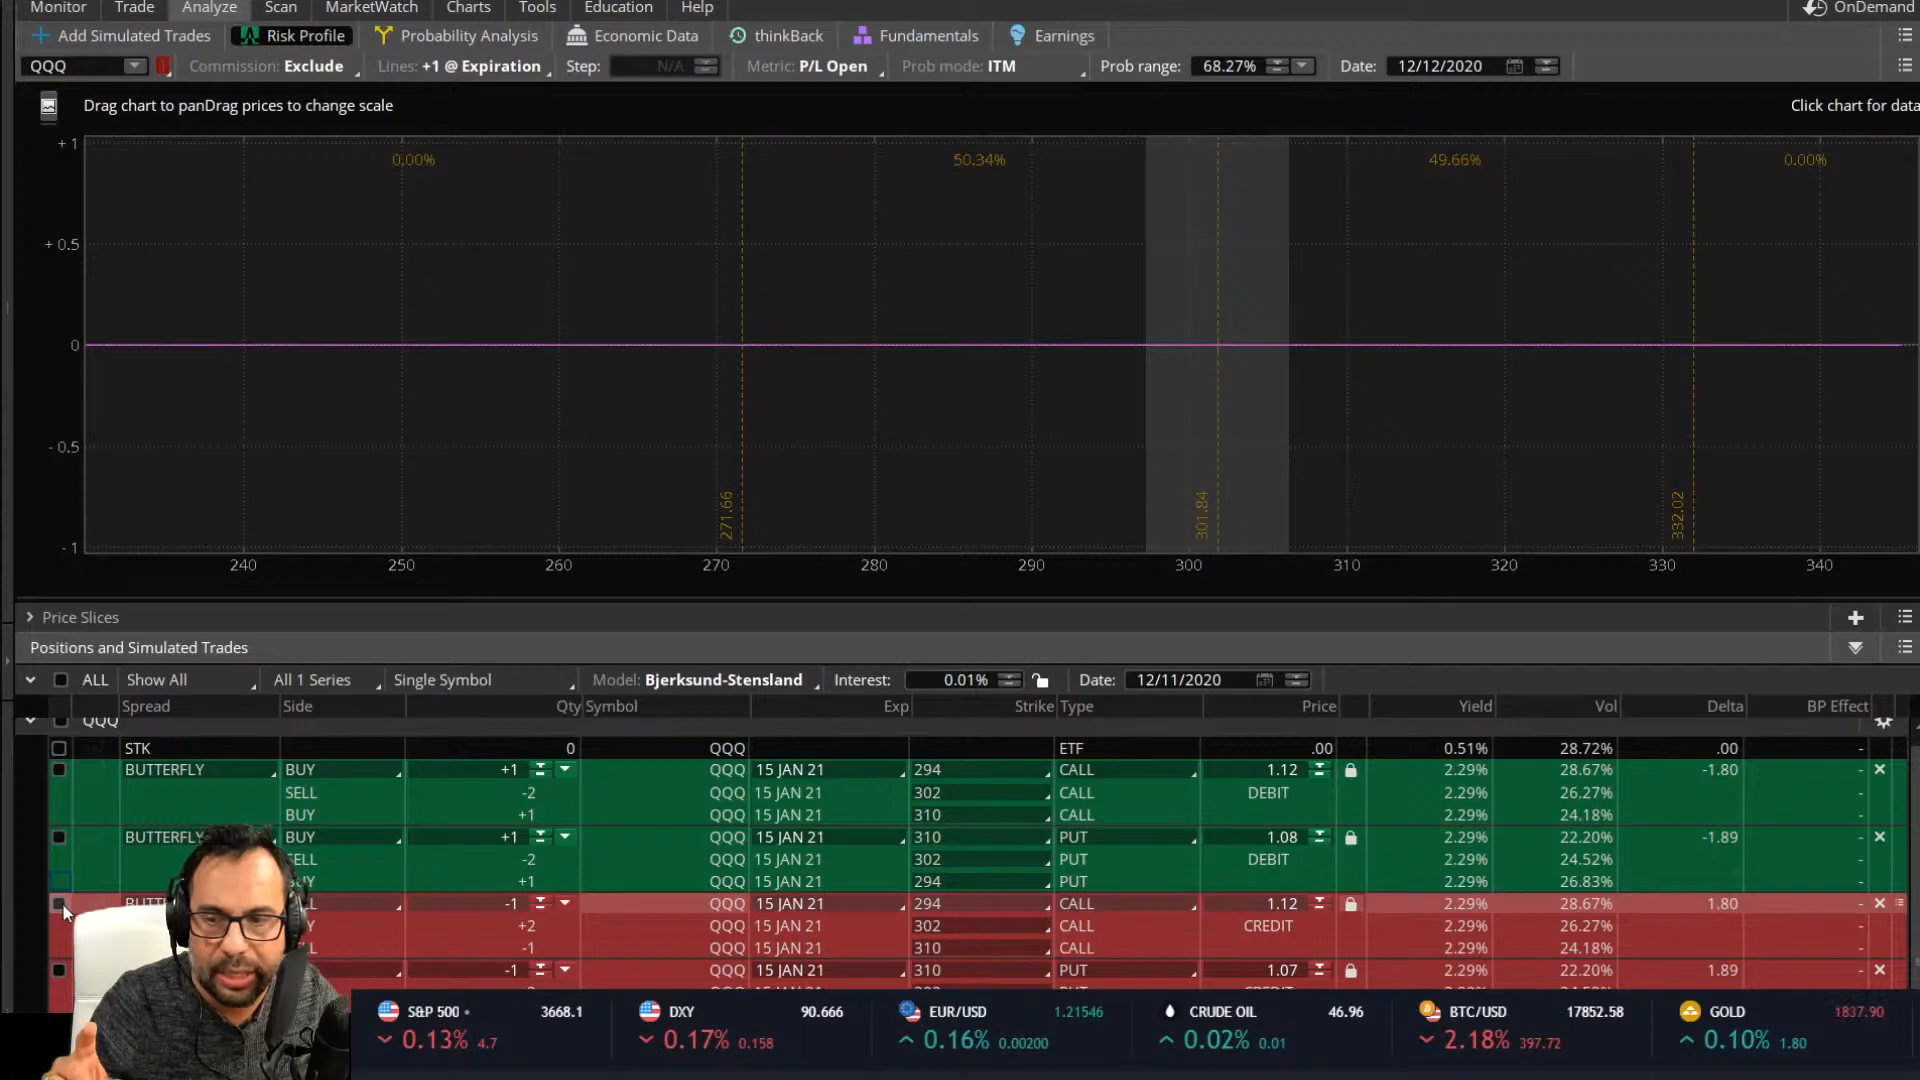 Monitor Trade Analyze Scan MarketWatch Charts Tools Education Help OnDemand
Add Simulated Trades Risk Profile Probability Analysis Economic Data thinkBack Fundamentals Earnings
QQQ Commission: Exclude Lines: +1 @ Expiration Step: N/A Metric: P/L Open Prob mode: ITM Prob range: 68.27% Date: 12/12/2020
Drag chart to panDrag prices to change scale Click chart for data
+ 1
0.00% 50.34% 49.66% 0.00%
+ 0.5
0
- 0.5
271.66 301.84 332.02
- 1
240 250 260 270 280 290 300 310 320 330 340
Price Slices
Positions and Simulated Trades
ALL Show All All 1 Series Single Symbol Model: Bjerksund-Stensland Interest: 0.01% Date: 12/11/2020
Spread Side Qty Symbol Exp Strike Type Price Yield Vol Delta BP Effect
QQQ
STK 0 QQQ ETF .00 0.51% 28.72% .00 -
BUTTERFLY BUY +1 QQQ 15 JAN 21 294 CALL 1.12 2.29% 28.67% -1.80 -
SELL -2 QQQ 15 JAN 21 302 CALL DEBIT 2.29% 26.27%
BUY +1 QQQ 15 JAN 21 310 CALL 2.29% 24.18%
BUTTERFLY BUY +1 QQQ 15 JAN 21 310 PUT 1.08 2.29% 22.20% -1.89 -
SELL -2 QQQ 15 JAN 21 302 PUT DEBIT 2.29% 24.52%
BUY +1 QQQ 15 JAN 21 294 PUT 2.29% 26.83%
-1 QQQ 15 JAN 21 294 CALL 1.12 2.29% 28.67% 1.80 -
+2 QQQ 15 JAN 21 302 CALL CREDIT 2.29% 26.27%
-1 QQQ 15 JAN 21 310 CALL 2.29% 24.18%
-1 QQQ 15 JAN 21 310 PUT 1.07 2.29% 22.20% 1.89 -
S&P 500 3668.1 DXY 90.666 EUR/USD 1.21546 CRUDE OIL 46.96 BTC/USD 17852.58 GOLD 1837.90
0.13% 4.7 0.17% 0.158 0.16% 0.00200 0.02% 0.01 2.18% 397.72 0.10% 1.80